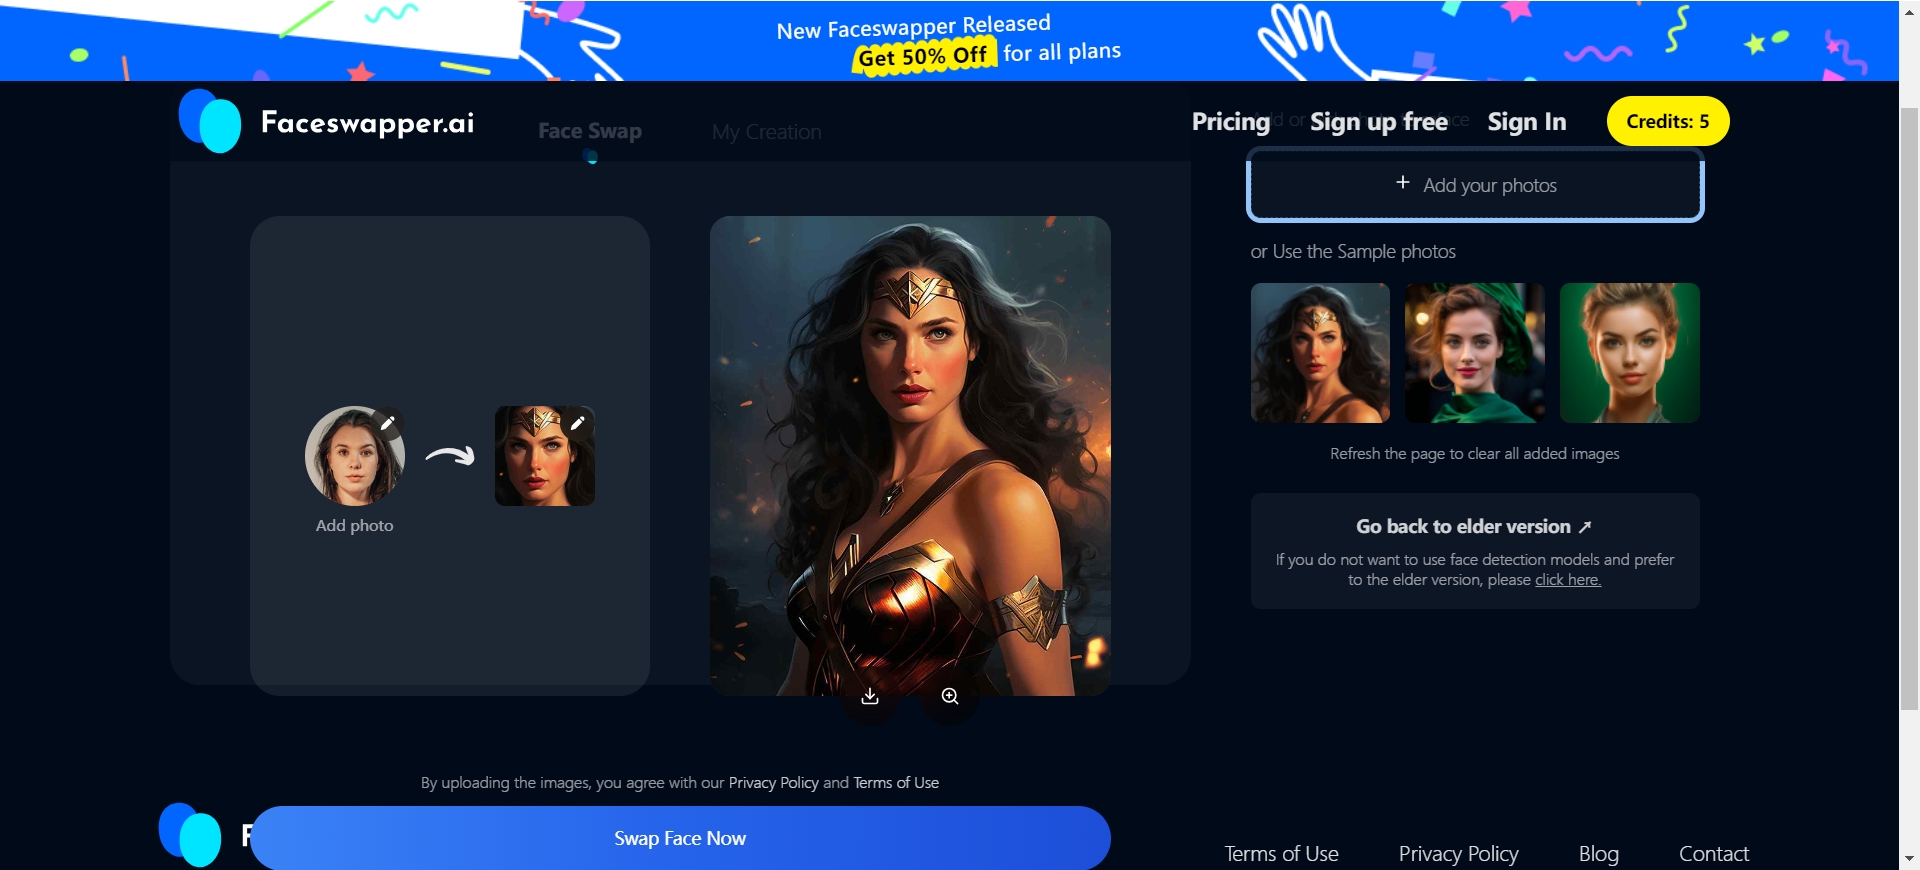 New Faceswapper Released
Get 50% Off for all plans
Faceswapper.ai
Face Swap
My Creation
Pricing
Sign up free
Sign In
Credits: 5
+ Add your photos
or Use the Sample photos
Refresh the page to clear all added images
Go back to elder version ↗
If you do not want to use face detection models and prefer
to the elder version, please click here.
Add photo
By uploading the images, you agree with our Privacy Policy and Terms of Use
Swap Face Now
Terms of Use
Privacy Policy
Blog
Contact